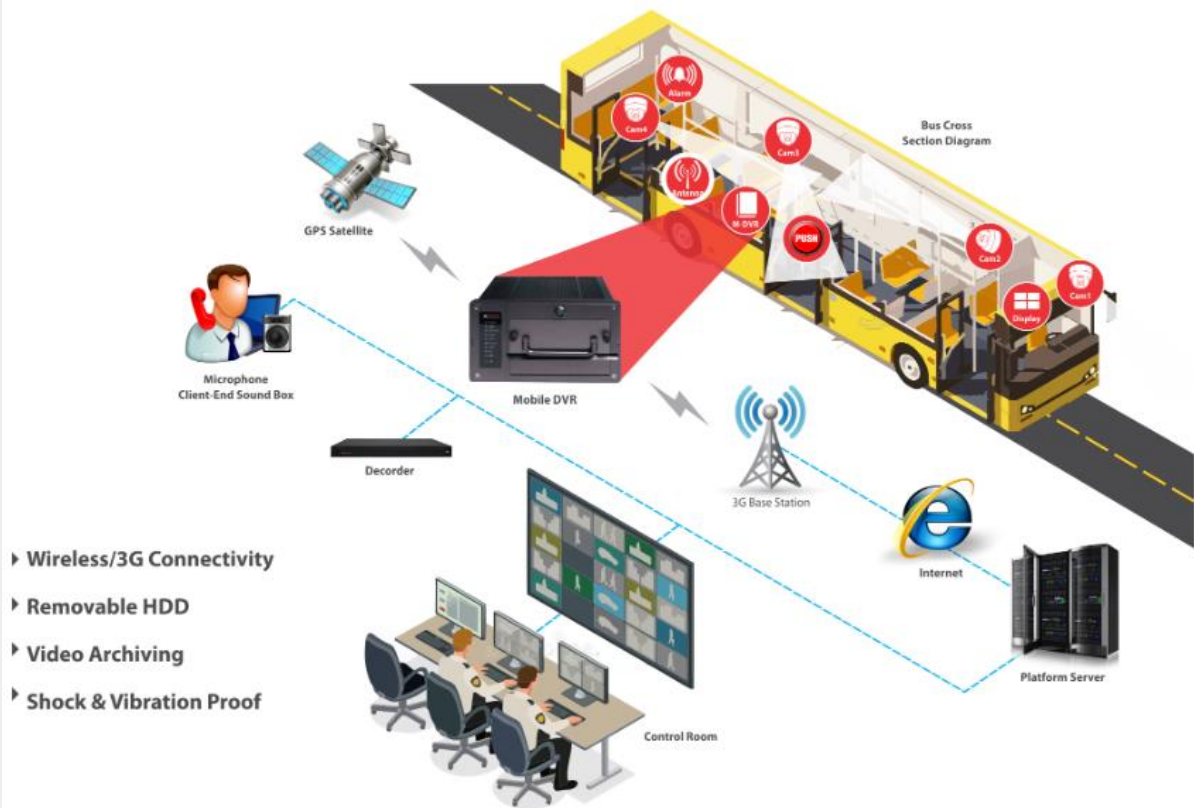 Alarm
Cam4
Cam3
Bus Cross
Section Diagram
Antenna
M-DVR
PUSH
Cam2
Cam1
Display
GPS Satellite
Microphone
Client-End Sound Box
Mobile DVR
Decorder
3G Base Station
Internet
Platform Server
Wireless/3G Connectivity
Removable HDD
Video Archiving
Shock & Vibration Proof
Control Room